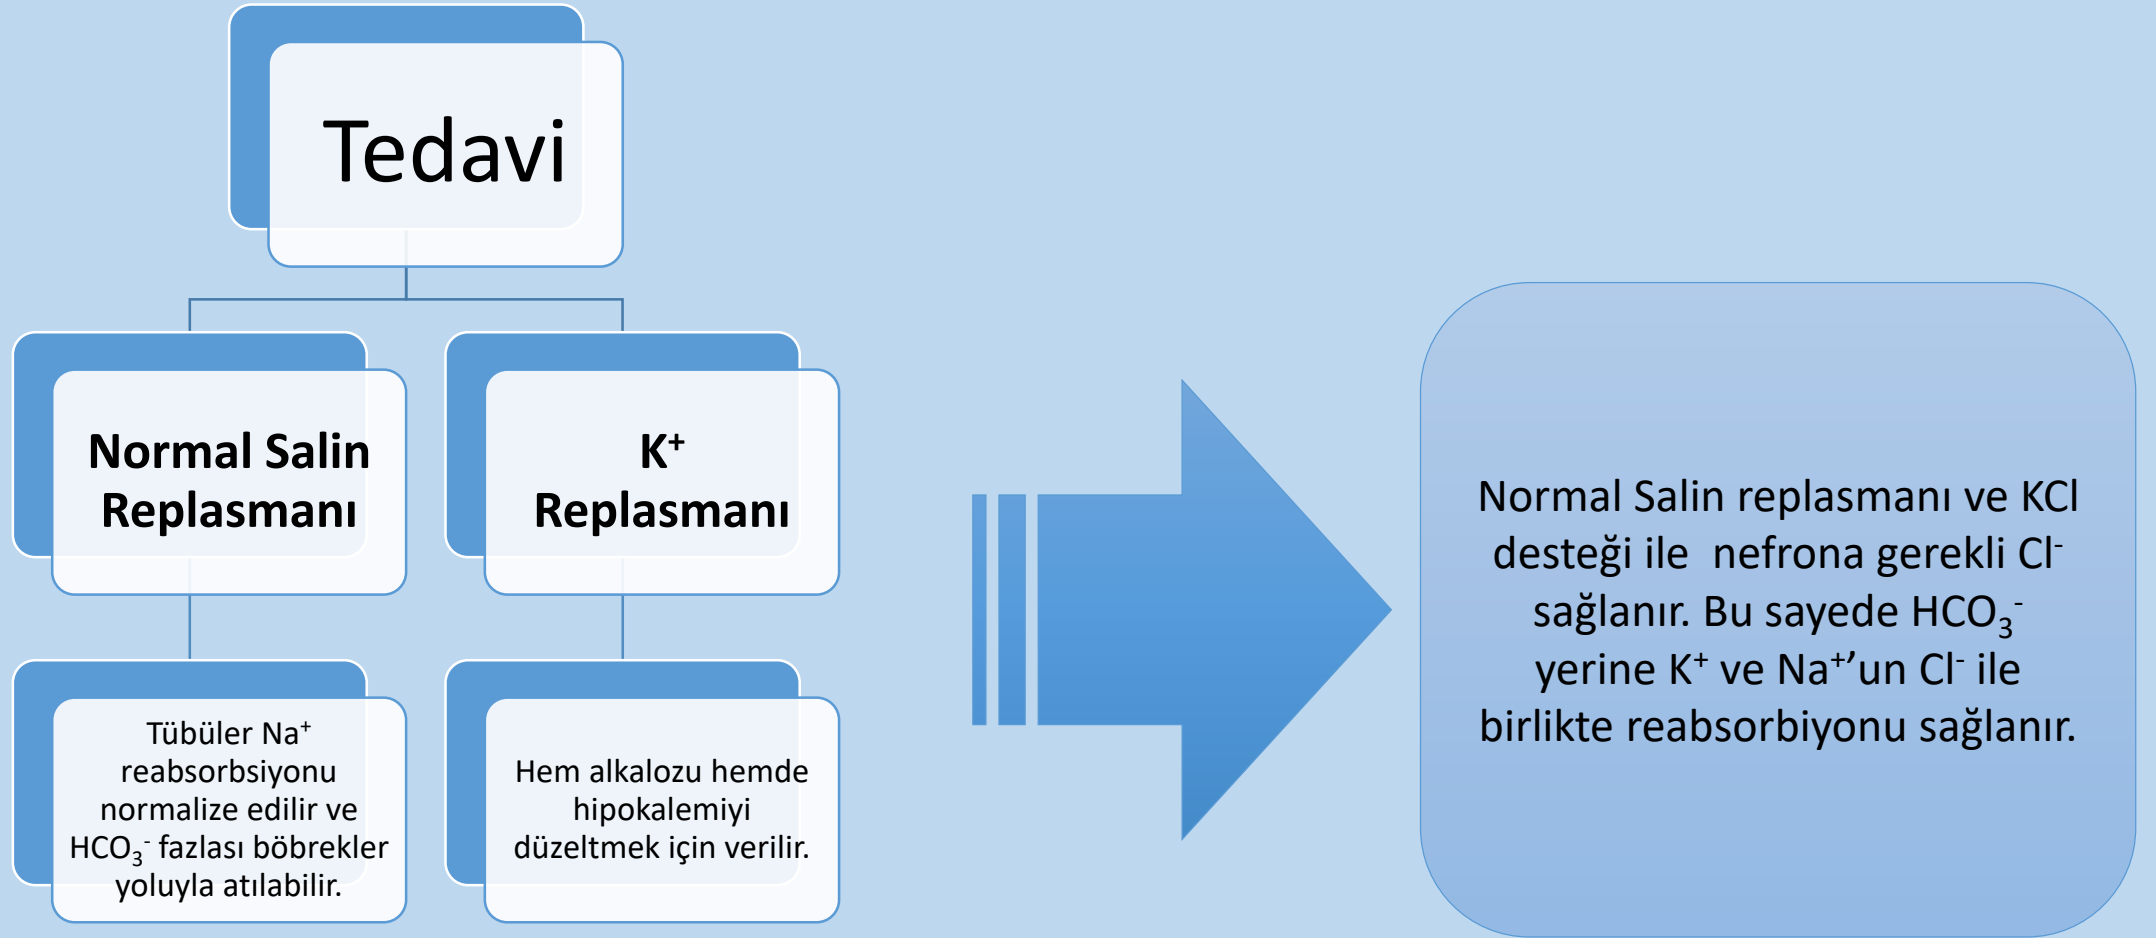 Tedavi
Normal Salin
Replasmanı
K⁺
Replasmanı
Tübüler Na⁺
reabsorbsiyonu
normalize edilir ve
HCO₃⁻ fazlası böbrekler
yoluyla atılabilir.
Hem alkalozu hemde
hipokalemiyi
düzeltmek için verilir.
Normal Salin replasmanı ve KCl
desteği ile nefrona gerekli Cl⁻
sağlanır. Bu sayede HCO₃⁻
yerine K⁺ ve Na⁺’un Cl⁻ ile
birlikte reabsorbiyonu sağlanır.